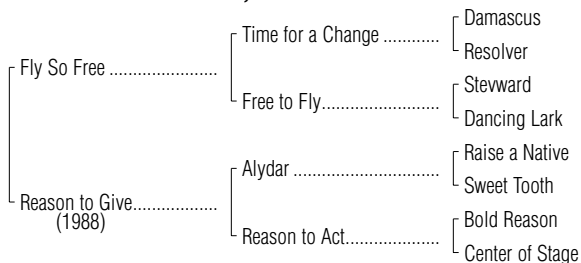 Damascus
Time for a Change ............
Resolver
Fly So Free .......................
Stevward
Free to Fly.........................
Dancing Lark
Raise a Native
Alydar ...............................
Sweet Tooth
Reason to Give..................
(1988)
Bold Reason
Reason to Act....................
Center of Stage